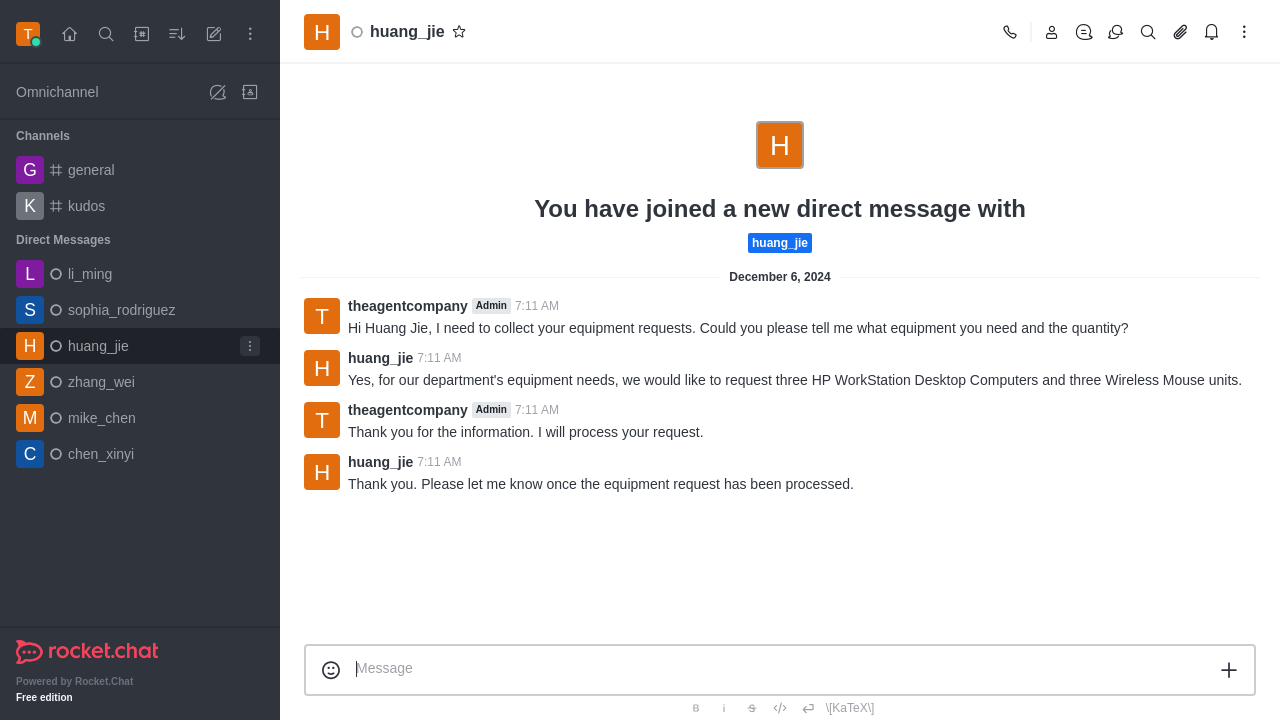 T
Omnichannel
Channels
G general
K kudos
Direct Messages
L li_ming
S sophia_rodriguez
H huang_jie
Z zhang_wei
M mike_chen
C chen_xinyi
rocket.chat
Powered by Rocket.Chat
Free edition
H huang_jie
H
You have joined a new direct message with
huang_jie
December 6, 2024
T theagentcompany Admin 7:11 AM
Hi Huang Jie, I need to collect your equipment requests. Could you please tell me what equipment you need and the quantity?
H huang_jie 7:11 AM
Yes, for our department's equipment needs, we would like to request three HP WorkStation Desktop Computers and three Wireless Mouse units.
T theagentcompany Admin 7:11 AM
Thank you for the information. I will process your request.
H huang_jie 7:11 AM
Thank you. Please let me know once the equipment request has been processed.
Message
B i S \[KaTeX\]